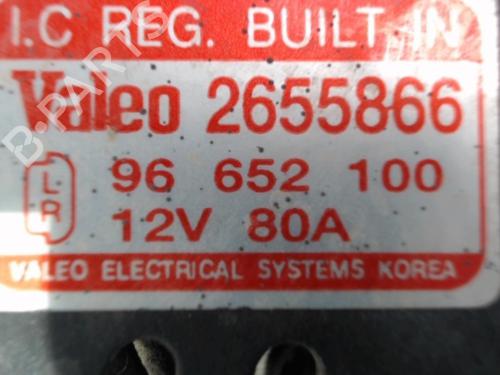 I.C REG. BUILT IN
Valeo 2655866
L R
96 652 100
12V 80A
VALEO ELECTRICAL SYSTEMS KOREA
B-PARTS